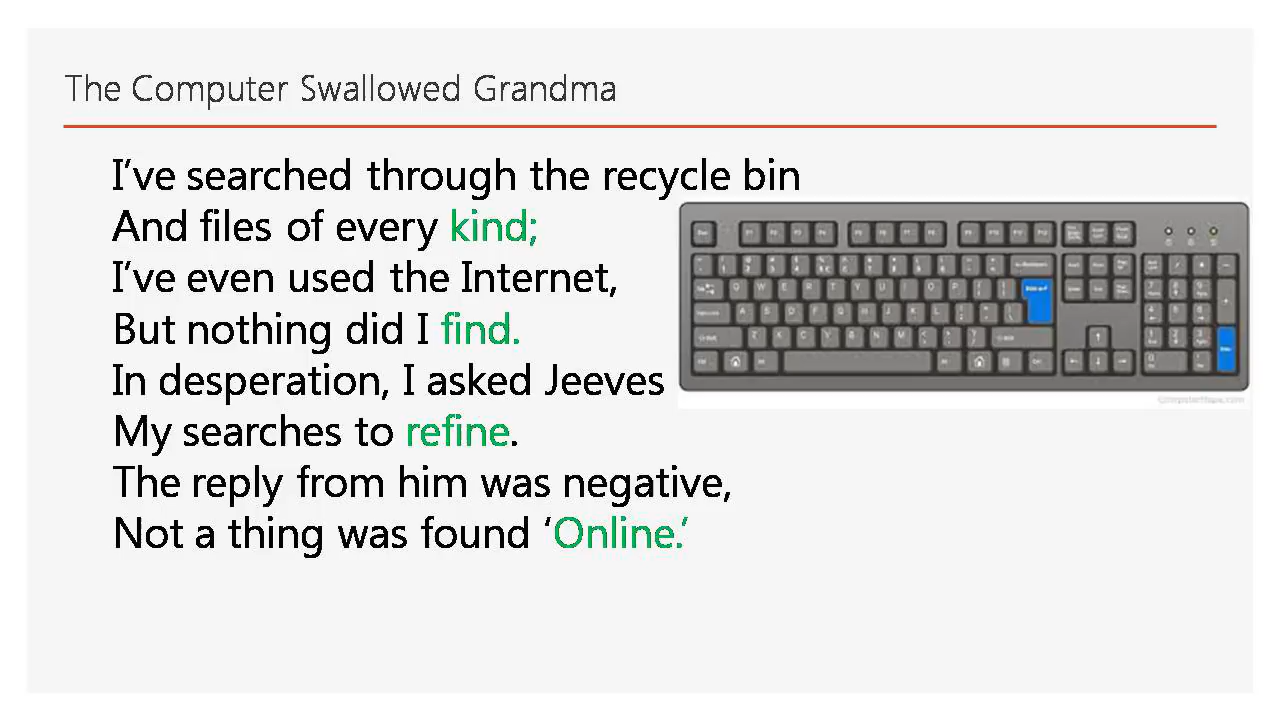 The Computer Swallowed Grandma
I’ve searched through the recycle bin
And files of every kind;
I’ve even used the Internet,
But nothing did I find.
In desperation, I asked Jeeves
My searches to refine.
The reply from him was negative,
Not a thing was found ‘Online.’